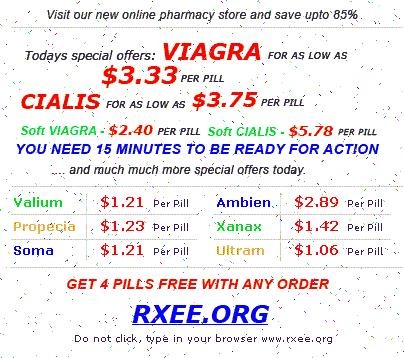 Visit our new online pharmacy store and save upto 85%
Todays special offers: VIAGRA FOR AS LOW AS
$3.33 PER PILL
CIALIS FOR AS LOW AS $3.75 PER PILL
Soft VIAGRA - $2.40 PER PILL Soft CIALIS - $5.78 PER PILL
YOU NEED 15 MINUTES TO BE READY FOR ACTION
.... and much much more special offers today.
Valium $1.21 Per Pill Ambien $2.89 Per Pill
Propecia $1.23 Per Pill Xanax $1.42 Per Pill
Soma $1.21 Per Pill Ultram $1.06 Per Pill
GET 4 PILLS FREE WITH ANY ORDER
RXEE.ORG
Do not click, type in your browser www.rxee.org